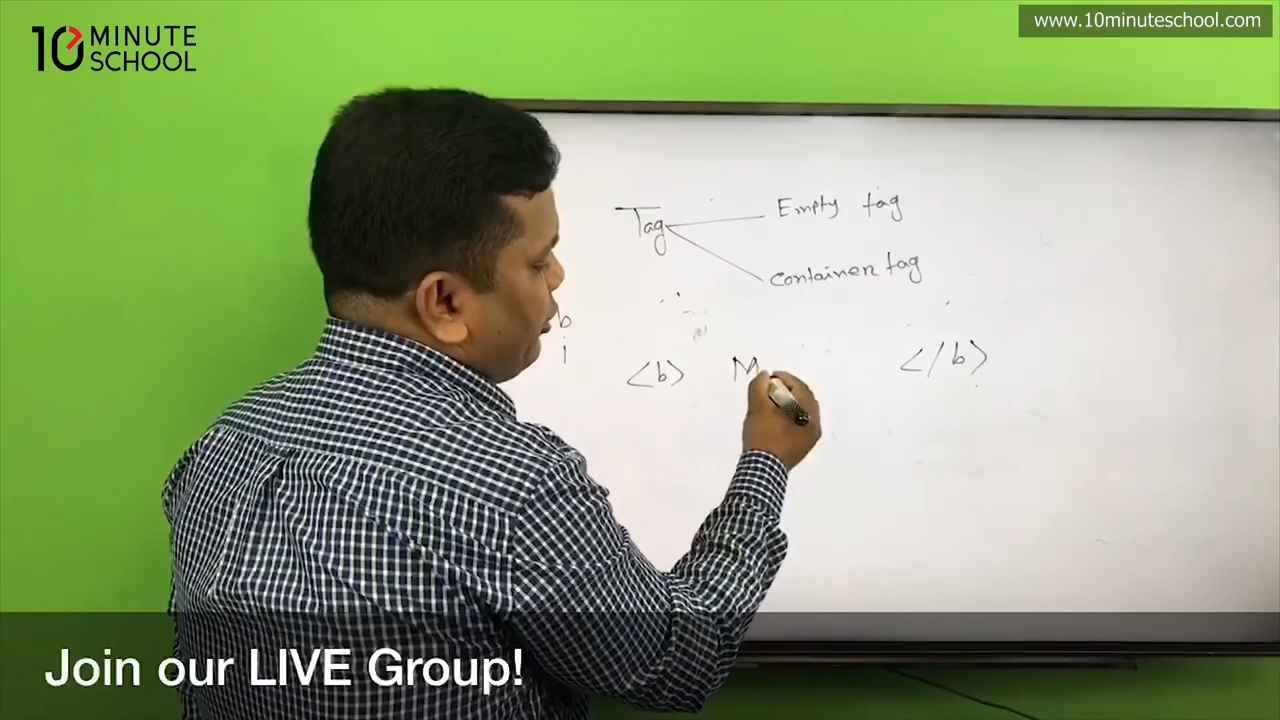 10 MINUTE
SCHOOL
www.10minuteschool.com
Tag
Empty tag
Container tag
b
i
<b> M </b>
Join our LIVE Group!